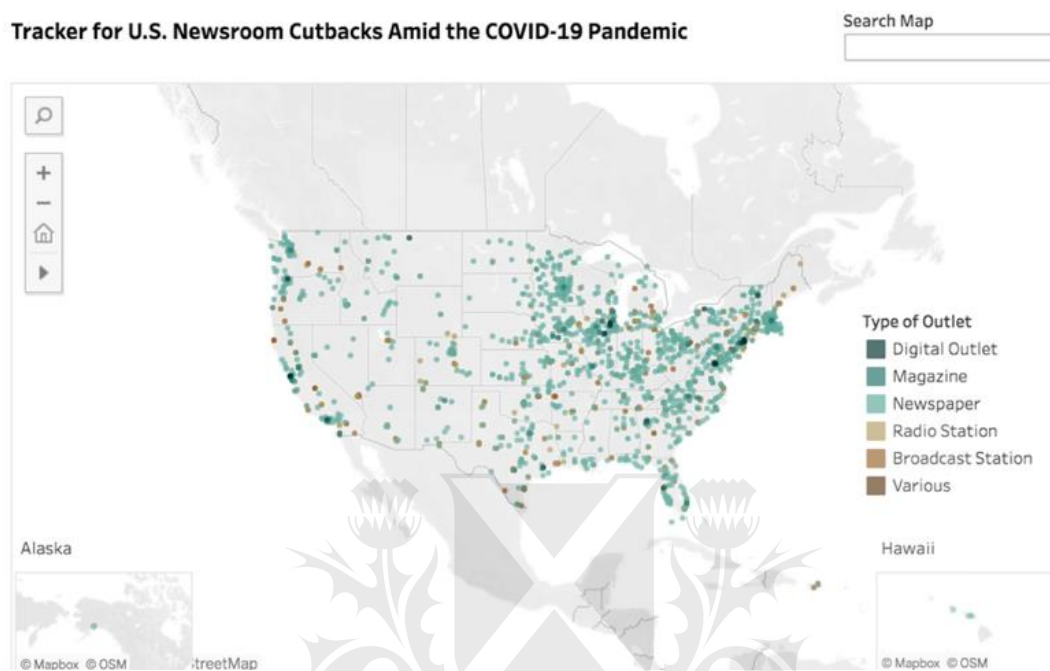 Tracker for U.S. Newsroom Cutbacks Amid the COVID-19 Pandemic
Search Map
Type of Outlet
Digital Outlet
Magazine
Newspaper
Radio Station
Broadcast Station
Various
Alaska
Hawaii
© Mapbox © OSM
StreetMap
© Mapbox © OSM